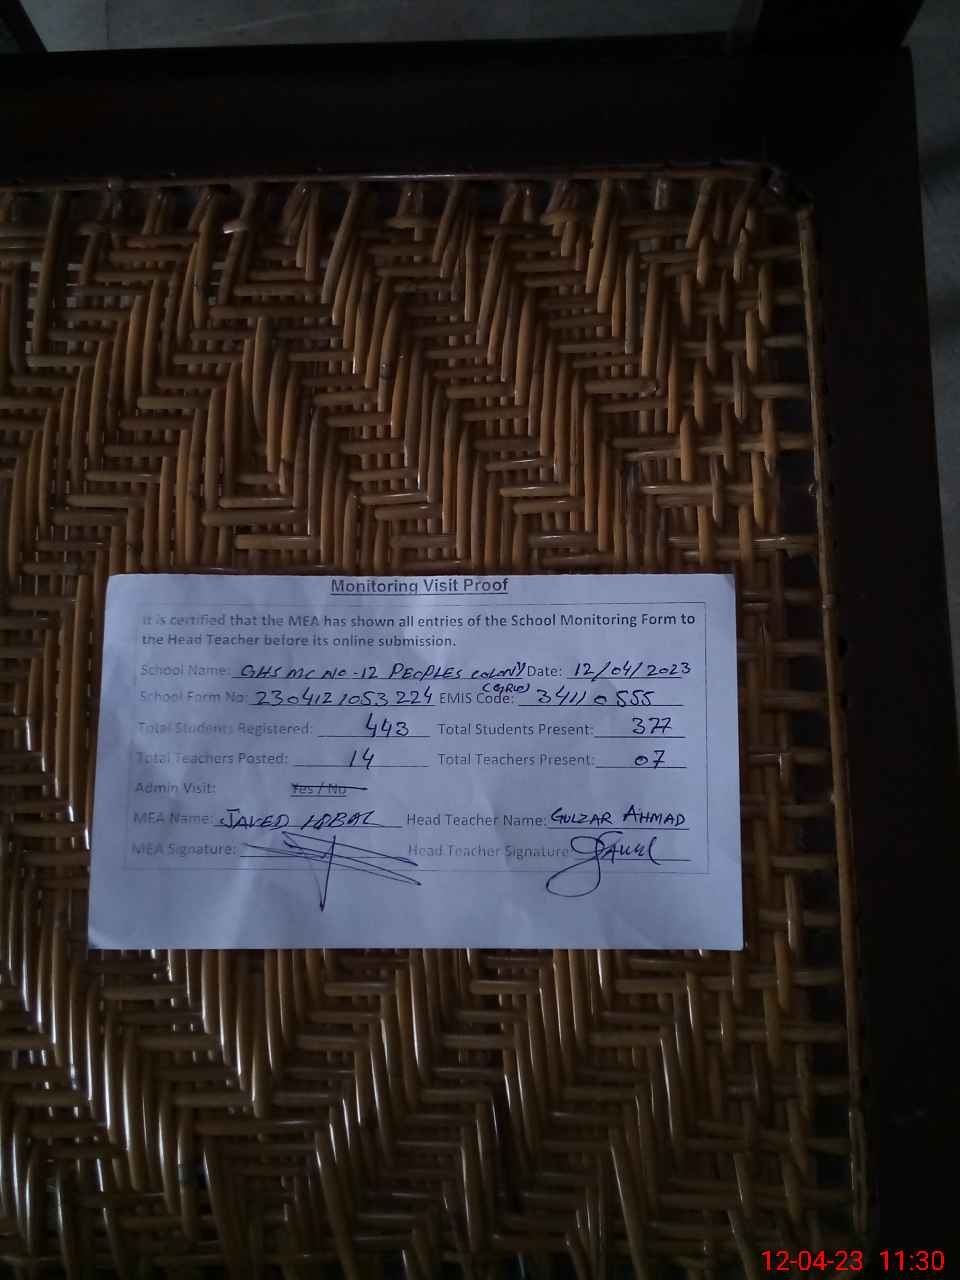 Monitoring Visit Proof
It is certified that the MEA has shown all entries of the School Monitoring Form to
the Head Teacher before its online submission.
School Name: GHS MC NO-12 PEOPLES COLONY Date: 12/04/2023
(GRW)
School Form No: 230412 1053 224 EMIS Code: 34110555
Total Students Registered: 443 Total Students Present: 377
Total Teachers Posted: 14 Total Teachers Present: 07
Admin Visit: Yes / No
MEA Name: JAVED IQBAL Head Teacher Name: GULZAR AHMAD
MEA Signature: Head Teacher Signature:
12-04-23 11:30